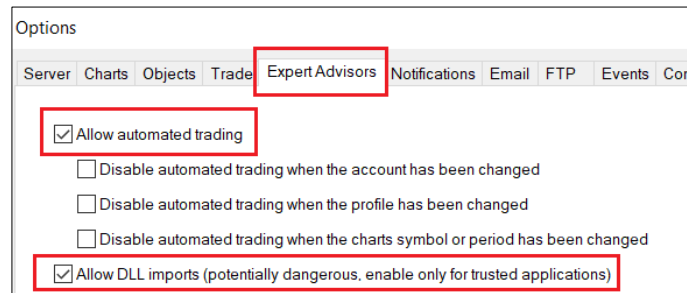 Options
Server Charts Objects Trade Expert Advisors Notifications Email FTP Events
Allow automated trading
Disable automated trading when the account has been changed
Disable automated trading when the profile has been changed
Disable automated trading when the charts symbol or period has been changed
Allow DLL imports (potentially dangerous, enable only for trusted applications)